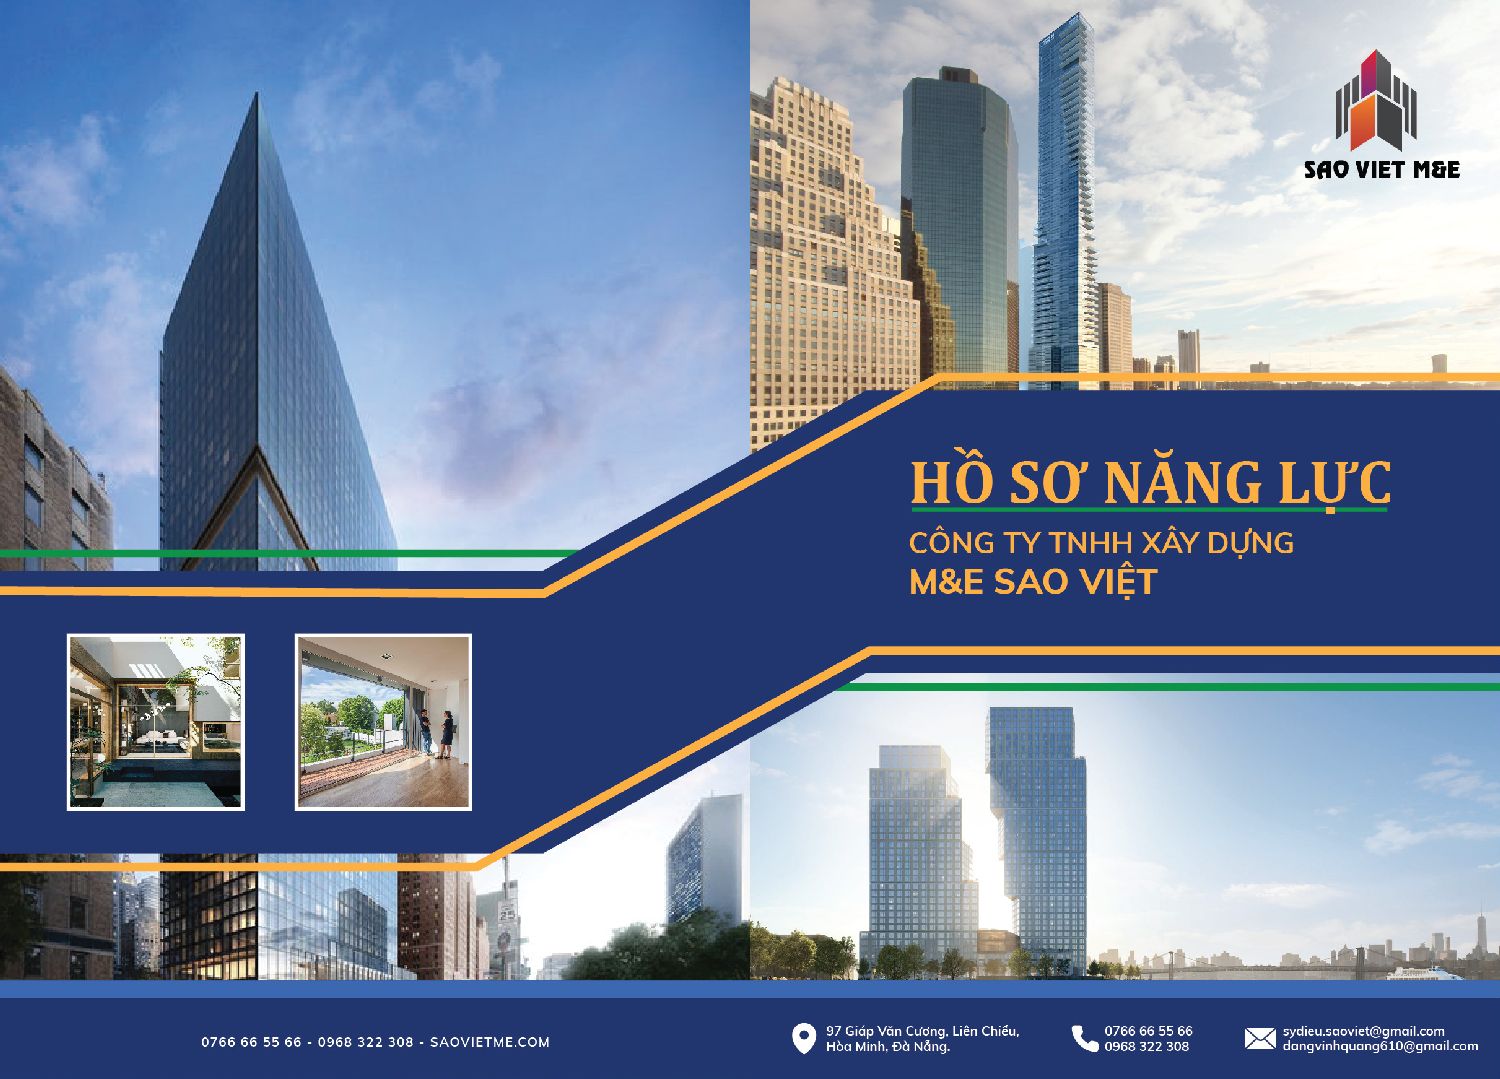 SAO VIET M&E
HỒ SƠ NĂNG LỰC
CÔNG TY TNHH XÂY DỰNG
M&E SAO VIỆT
0766 66 55 66 - 0968 322 308 - SAOVIETME.COM
97 Giáp Văn Cương, Liên Chiểu,
Hòa Minh, Đà Nẵng.
0766 66 55 66
0968 322 308
sydieu.saoviet@gmail.com
dangvinhquang610@gmail.com